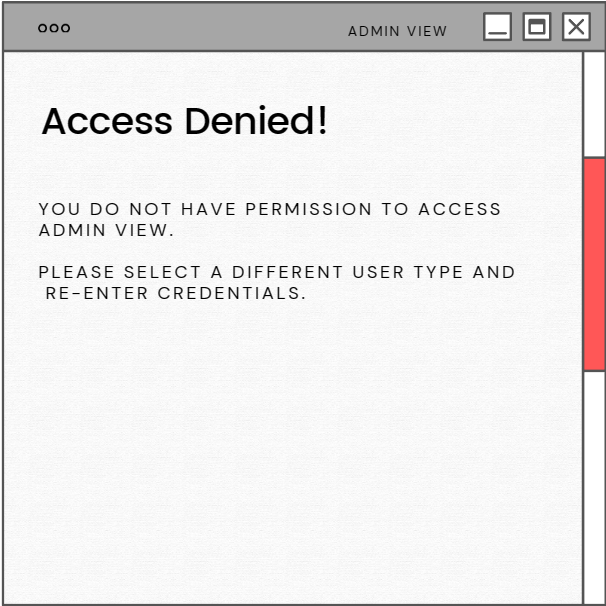 ADMIN VIEW
Access Denied!
YOU DO NOT HAVE PERMISSION TO ACCESS
ADMIN VIEW.
PLEASE SELECT A DIFFERENT USER TYPE AND
RE-ENTER CREDENTIALS.